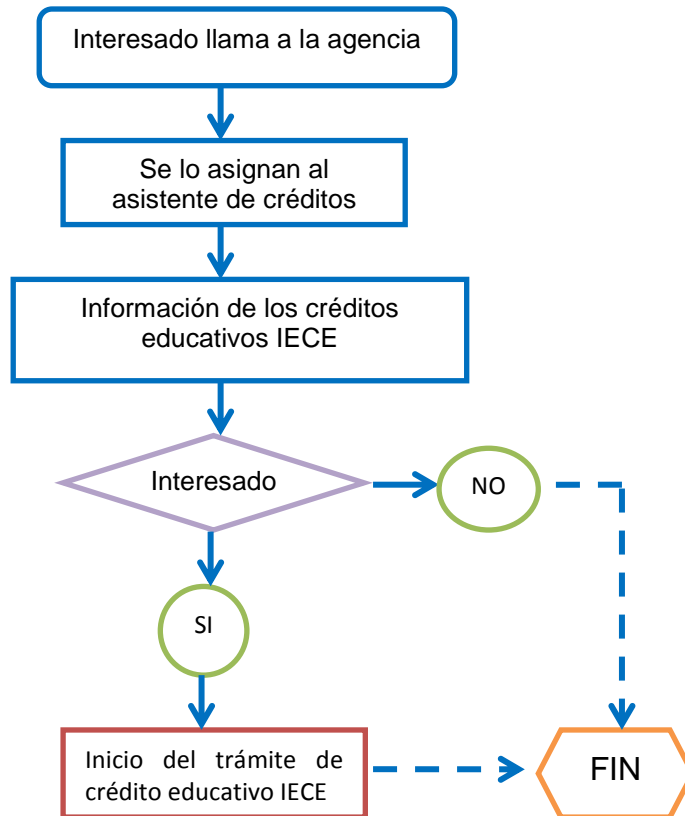 Interesado llama a la agencia
Se lo asignan al
asistente de créditos
Información de los créditos
educativos IECE
Interesado
NO
SI
Inicio del trámite de
crédito educativo IECE
FIN